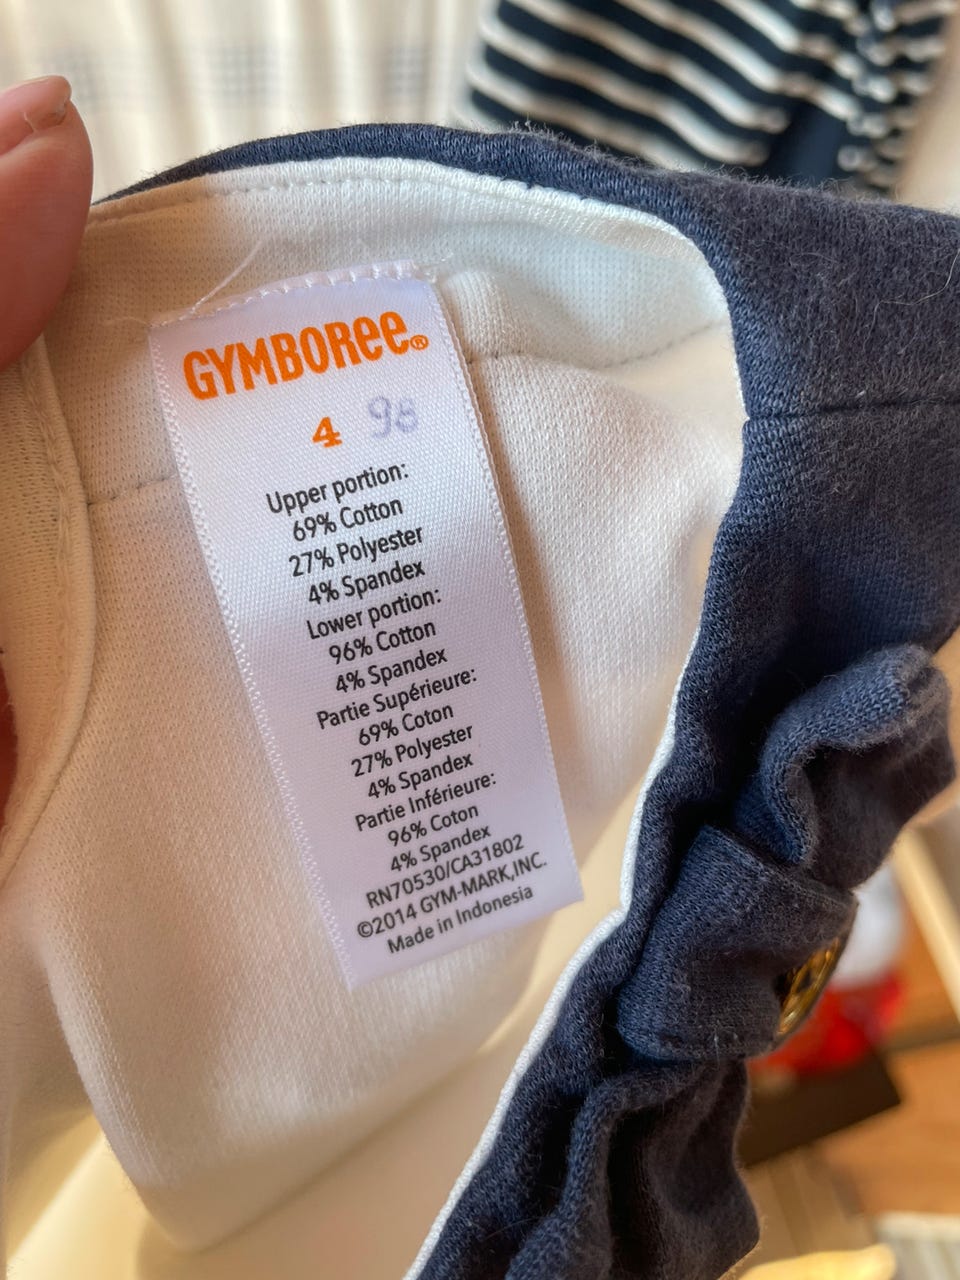 GYMBOREE®
4 98
Upper portion:
69% Cotton
27% Polyester
4% Spandex
Lower portion:
96% Cotton
4% Spandex
Partie Supérieure:
69% Coton
27% Polyester
4% Spandex
Partie Inférieure:
96% Coton
4% Spandex
RN70530/CA31802
©2014 GYM-MARK,INC.
Made in Indonesia